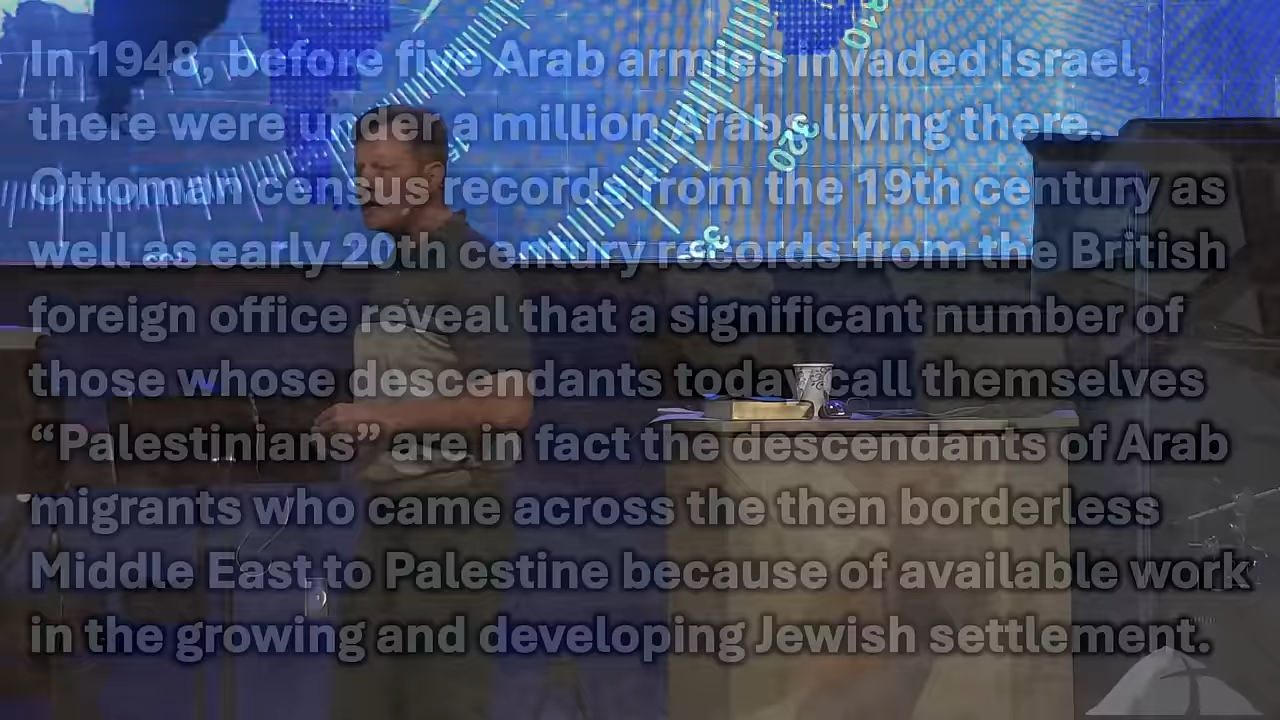 In 1948, before five Arab armies invaded Israel,
there were under a million Arabs living there.
Ottoman census records from the 19th century as
well as early 20th century records from the British
foreign office reveal that a significant number of
those whose descendants today call themselves
“Palestinians” are in fact the descendants of Arab
migrants who came across the then borderless
Middle East to Palestine because of available work
in the growing and developing Jewish settlement.
310
320
15